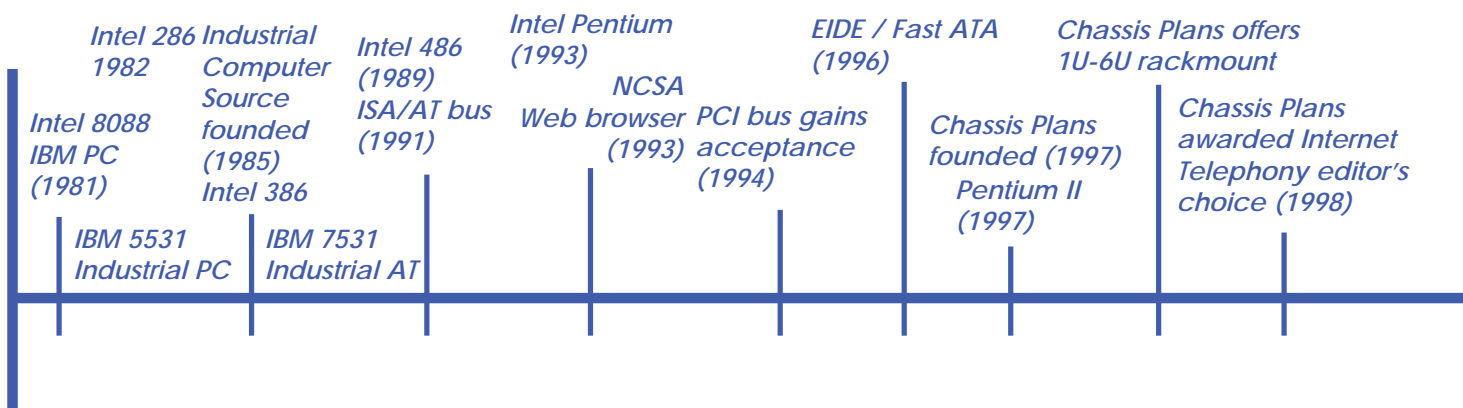 Intel 286
1982
Intel 8088
IBM PC
(1981)
IBM 5531
Industrial PC
Industrial
Computer
Source
founded
(1985)
Intel 386
IBM 7531
Industrial AT
Intel 486
(1989)
ISA/AT bus
(1991)
Intel Pentium
(1993)
NCSA
Web browser
(1993)
PCI bus gains
acceptance
(1994)
EIDE / Fast ATA
(1996)
Chassis Plans
founded (1997)
Pentium II
(1997)
Chassis Plans offers
1U-6U rackmount
Chassis Plans
awarded Internet
Telephony editor's
choice (1998)